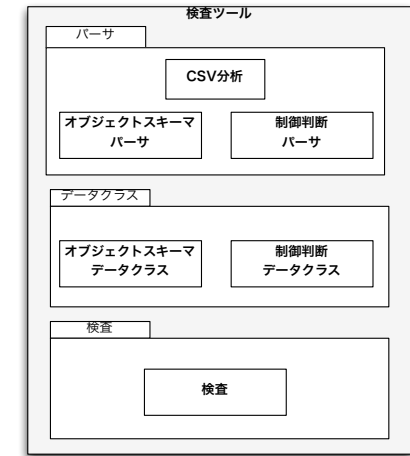 検査ツール
パーサ
CSV分析
オブジェクトスキーマ
パーサ
制御判断
パーサ
データクラス
オブジェクトスキーマ
データクラス
制御判断
データクラス
検査
検査